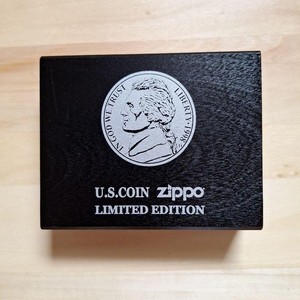 IN GOD WE TRUST LIBERTY · 1998
U.S.COIN zippo
LIMITED EDITION